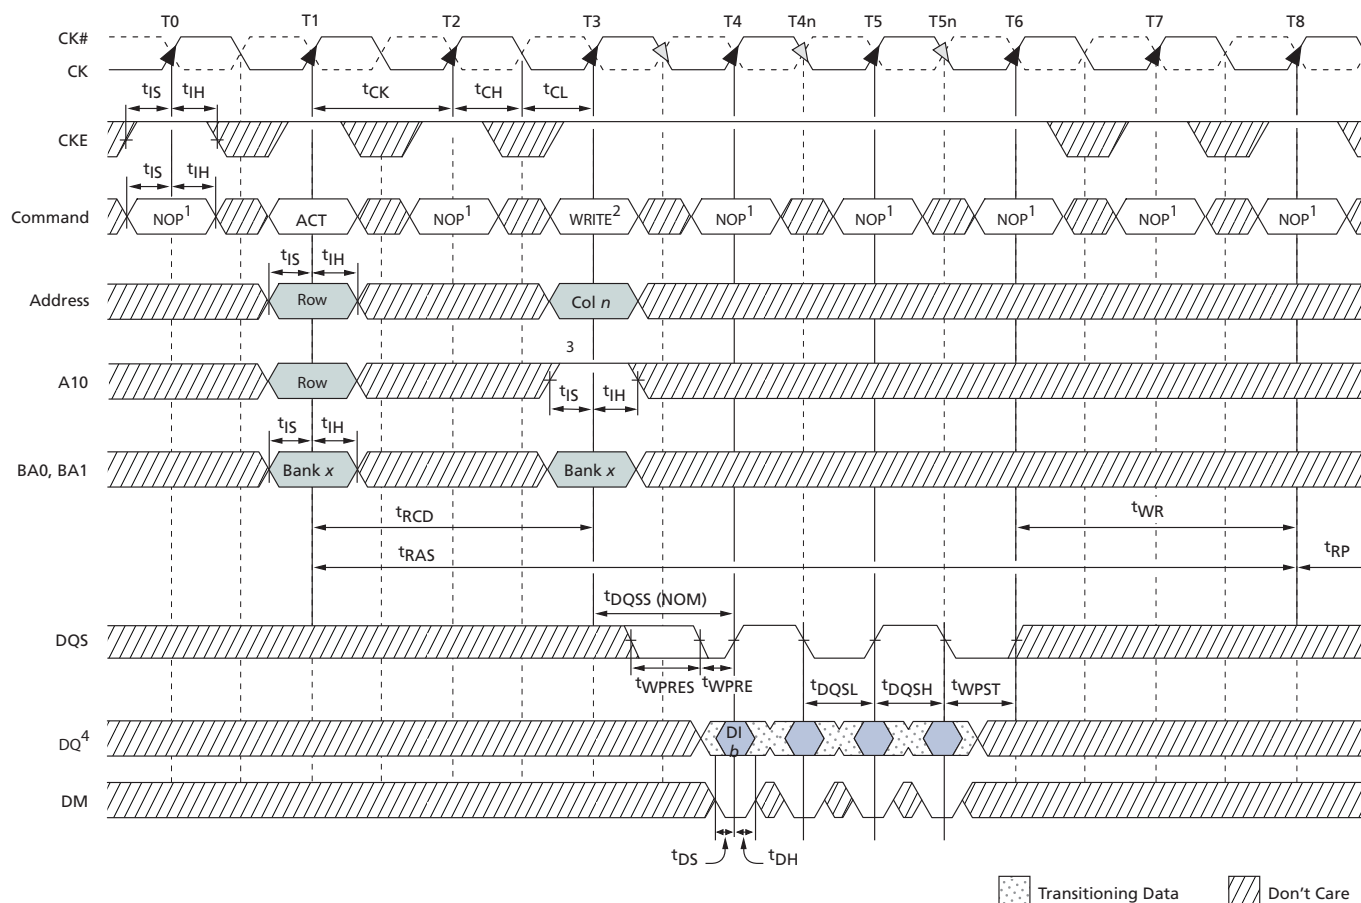 T0 T1 T2 T3 T4 T4n T5 T5n T6 T7 T8
CK#
CK
tIS tIH tCK tCH tCL
CKE
tIS tIH
Command NOP1 ACT NOP1 WRITE2 NOP1 NOP1 NOP1 NOP1 NOP1
tIS tIH
Address Row Col n
3
A10 Row
tIS tIH
tIS tIH
BA0, BA1 Bank x Bank x
tRCD tWR
tRAS tRP
tDQSS (NOM)
DQS
tWPRES tWPRE tDQSL tDQSH tWPST
DQ4 DI
b
DM
tDS tDH
Transitioning Data Don't Care